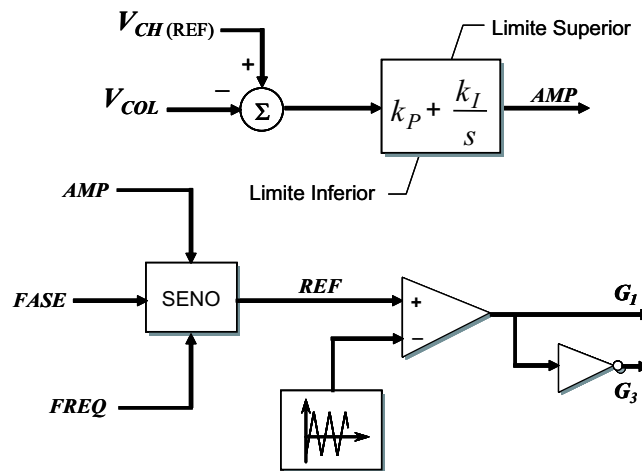 V_CH (REF)
Limite Superior
+
−
V_COL
Σ
k_P + k_I/s
AMP
Limite Inferior
AMP
FASE
SENO
REF
+
−
G_1
G_3
FREQ